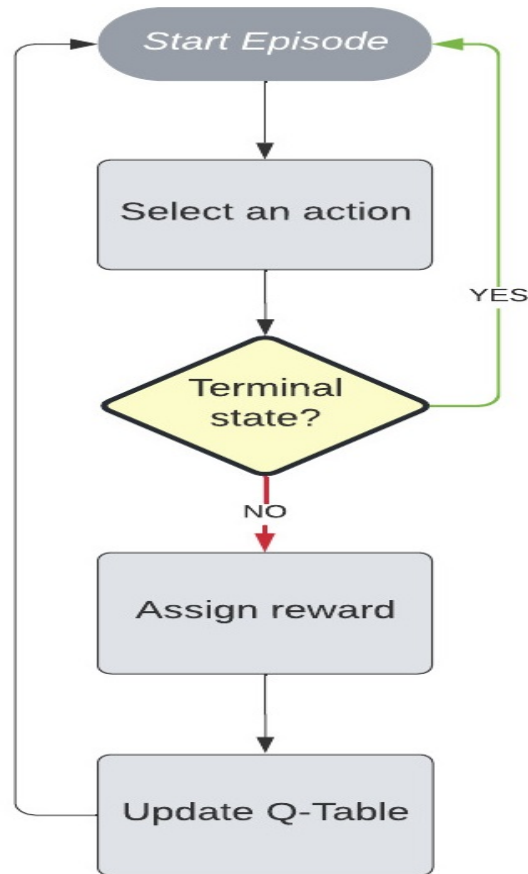 Start Episode
Select an action
YES
Terminal
state?
NO
Assign reward
Update Q-Table